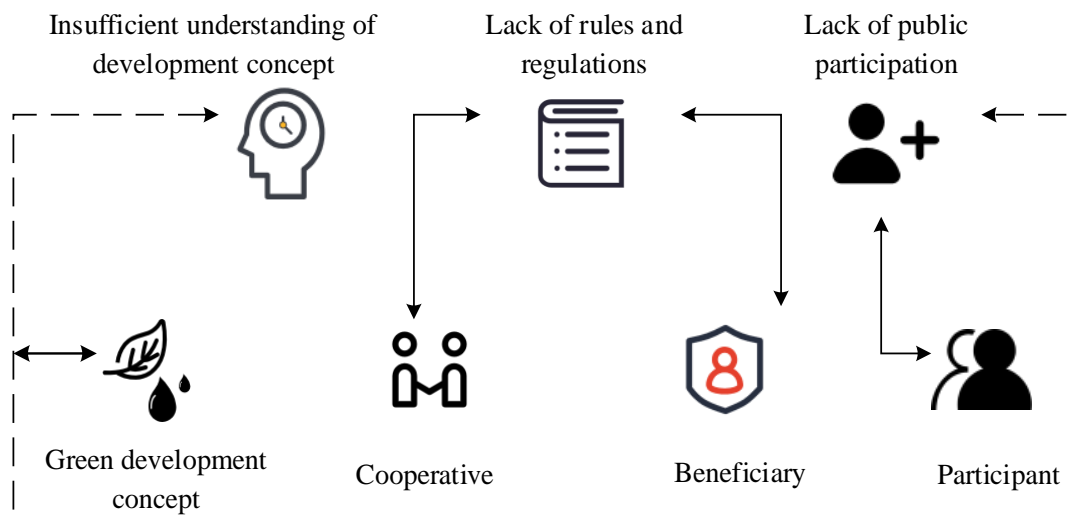 Insufficient understanding of
development concept
Lack of rules and
regulations
Lack of public
participation
Green development
concept
Cooperative
Beneficiary
Participant